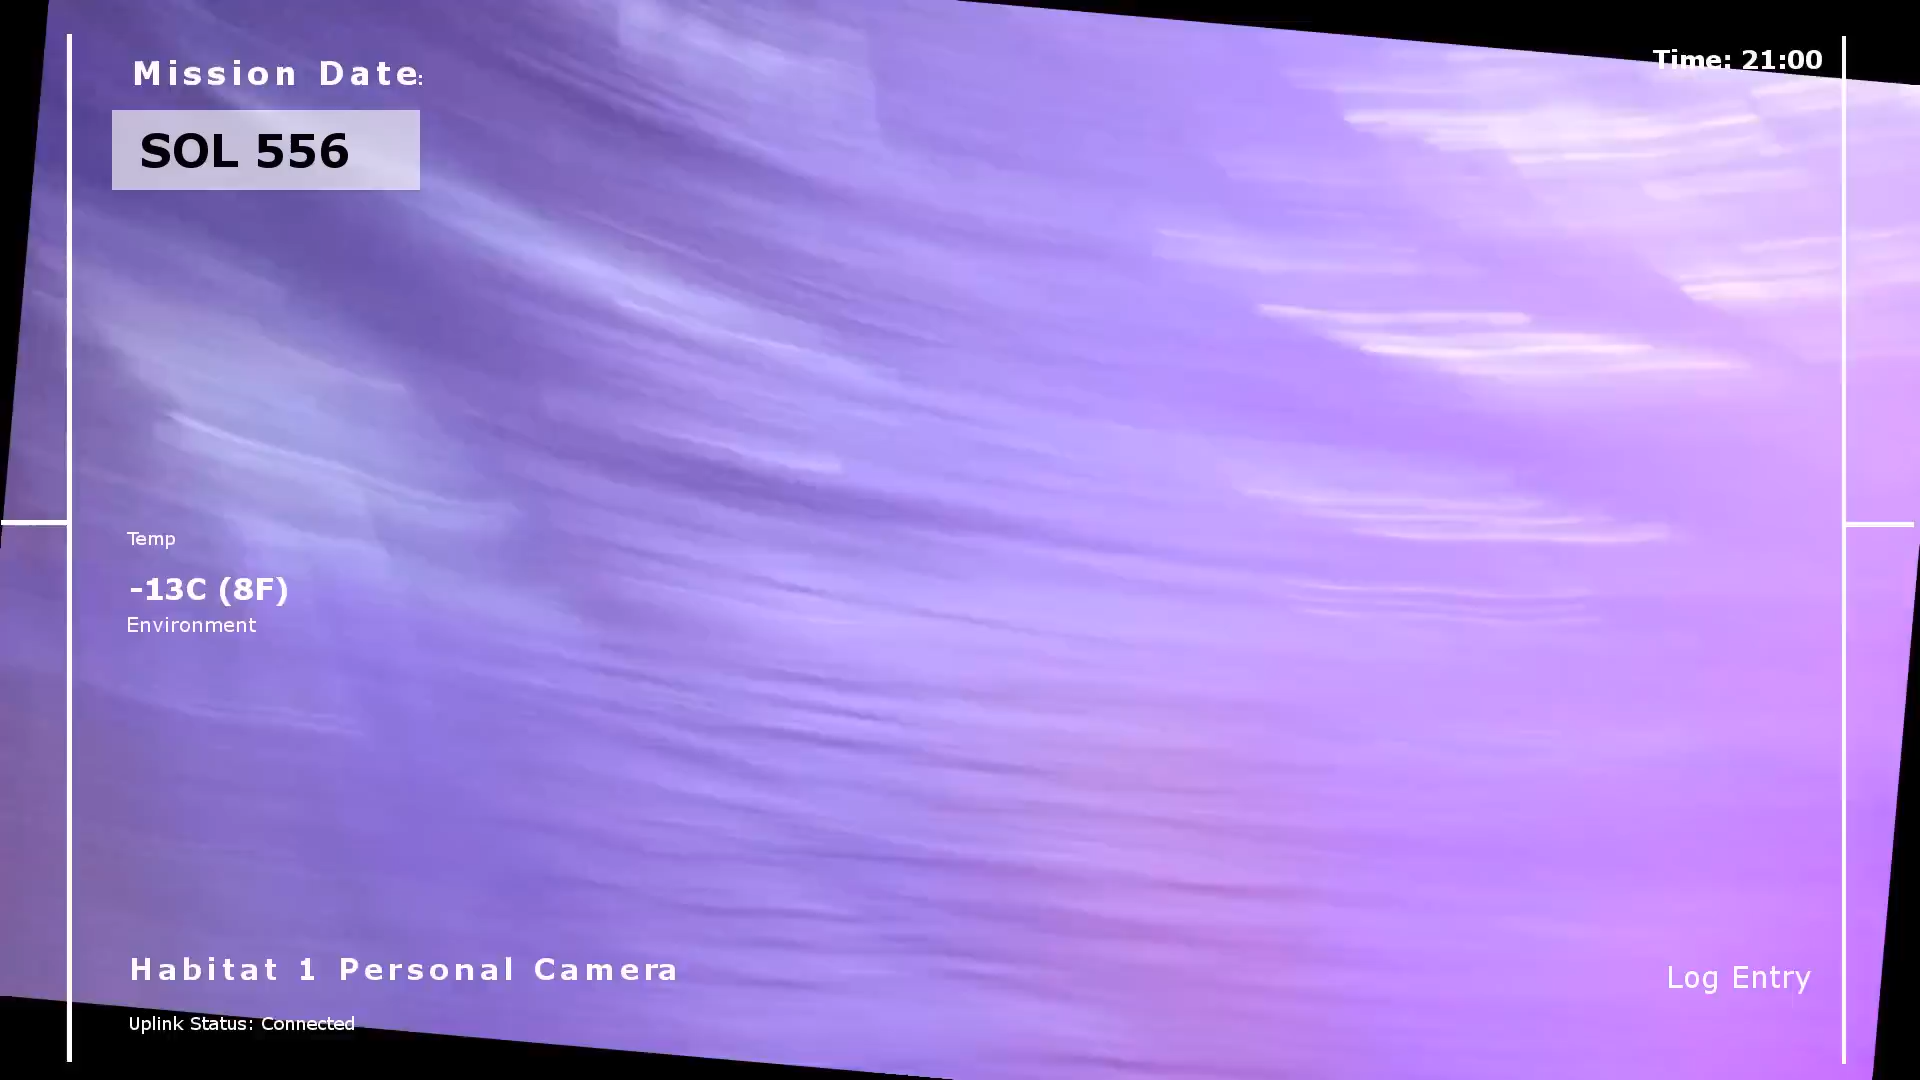 Mission Date:
Time: 21:00
SOL 556
Temp
-13C (8F)
Environment
Habitat 1 Personal Camera
Log Entry
Uplink Status: Connected